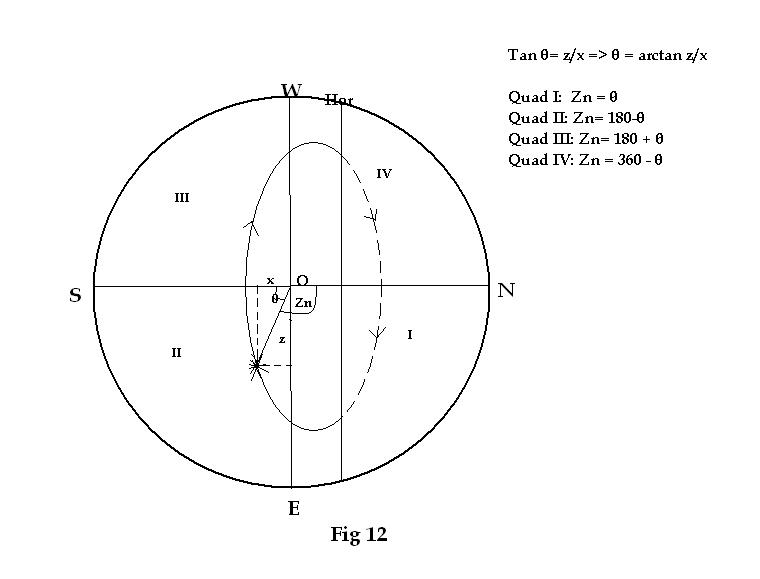 Tan θ= z/x => θ = arctan z/x
Quad I: Zn = θ
Quad II: Zn= 180-θ
Quad III: Zn= 180 + θ
Quad IV: Zn = 360 - θ
W
Hor
IV
III
x
O
S
θ
Zn
N
z
I
II
E
Fig 12